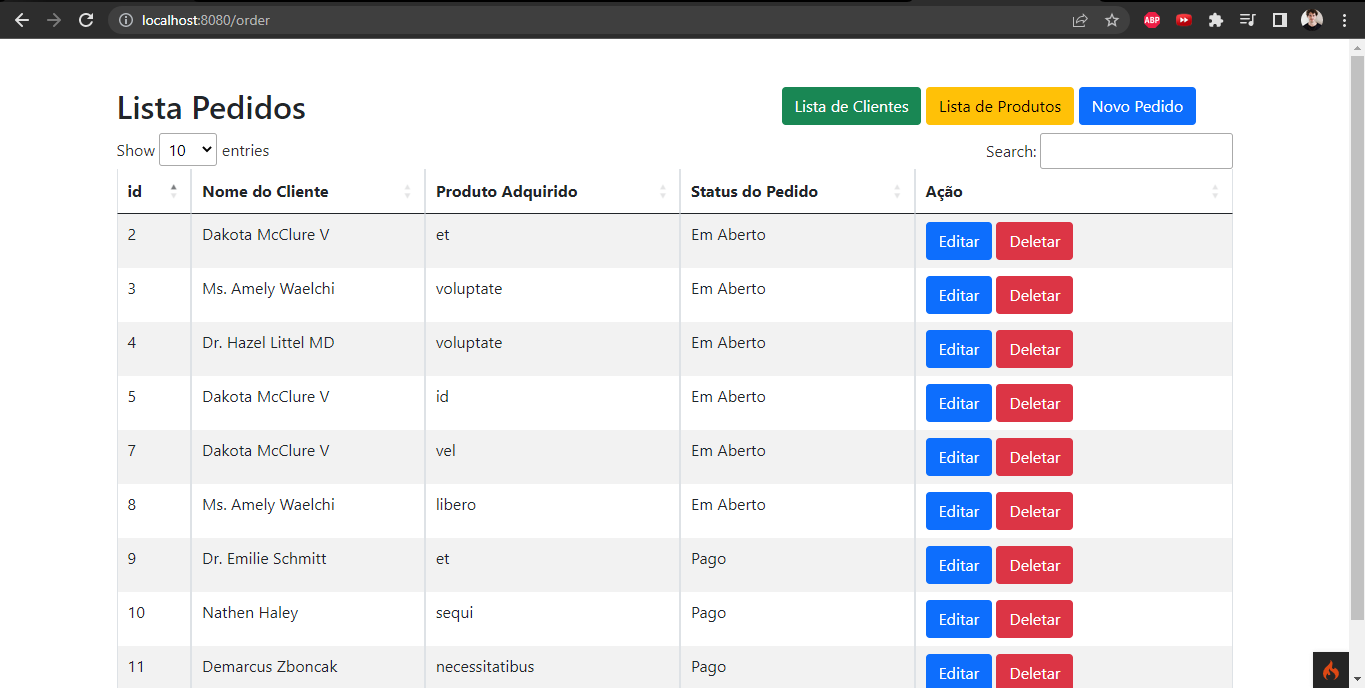 localhost:8080/order
ABP
Lista Pedidos
Lista de Clientes Lista de Produtos Novo Pedido
Show 10 entries
Search:
id Nome do Cliente Produto Adquirido Status do Pedido Ação
2 Dakota McClure V et Em Aberto Editar Deletar
3 Ms. Amely Waelchi voluptate Em Aberto Editar Deletar
4 Dr. Hazel Littel MD voluptate Em Aberto Editar Deletar
5 Dakota McClure V id Em Aberto Editar Deletar
7 Dakota McClure V vel Em Aberto Editar Deletar
8 Ms. Amely Waelchi libero Em Aberto Editar Deletar
9 Dr. Emilie Schmitt et Pago Editar Deletar
10 Nathen Haley sequi Pago Editar Deletar
11 Demarcus Zboncak necessitatibus Pago Editar Deletar